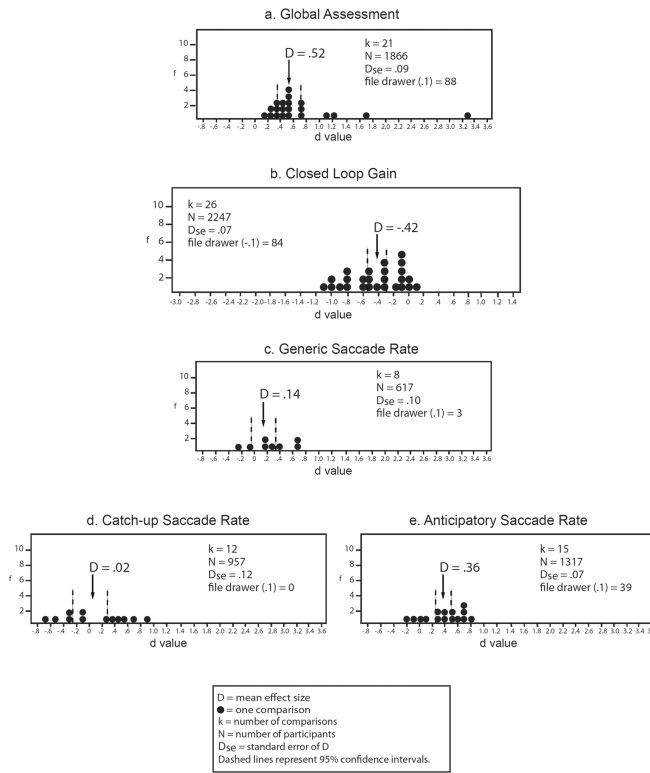 a. Global Assessment
10
8
f 6
4
2
D = .52
k = 21
N = 1866
Dse = .09
file drawer (.1) = 88
-.8 -.6 -.4 -.2 0 .2 .4 .6 .8 1.0 1.2 1.4 1.6 1.8 2.0 2.2 2.4 2.6 2.8 3.0 3.2 3.4 3.6
d value
b. Closed Loop Gain
10
8
f 6
4
2
k = 26
N = 2247
Dse = .07
file drawer (-.1) = 84
D = -.42
-3.0 -2.8 -2.6 -2.4 -2.2 -2.0 -1.8 -1.6 -1.4 -1.2 -1.0 -.8 -.6 -.4 -.2 0 .2 .4 .6 .8 1.0 1.2 1.4
d value
c. Generic Saccade Rate
10
8
f 6
4
2
D = .14
k = 8
N = 617
Dse = .10
file drawer (.1) = 3
-.8 -.6 -.4 -.2 0 .2 .4 .6 .8 1.0 1.2 1.4 1.6 1.8 2.0 2.2 2.4 2.6 2.8 3.0 3.2 3.4 3.6
d value
d. Catch-up Saccade Rate
10
8
f 6
4
2
D = .02
k = 12
N = 957
Dse = .12
file drawer (.1) = 0
-.8 -.6 -.4 -.2 0 .2 .4 .6 .8 1.0 1.2 1.4 1.6 1.8 2.0 2.2 2.4 2.6 2.8 3.0 3.2 3.4 3.6
d value
e. Anticipatory Saccade Rate
10
8
f 6
4
2
D = .36
k = 15
N = 1317
Dse = .07
file drawer (.1) = 39
-.8 -.6 -.4 -.2 0 .2 .4 .6 .8 1.0 1.2 1.4 1.6 1.8 2.0 2.2 2.4 2.6 2.8 3.0 3.2 3.4
d value
D = mean effect size
= one comparison
k = number of comparisons
N = number of participants
Dse = standard error of D
Dashed lines represent 95% confidence intervals.